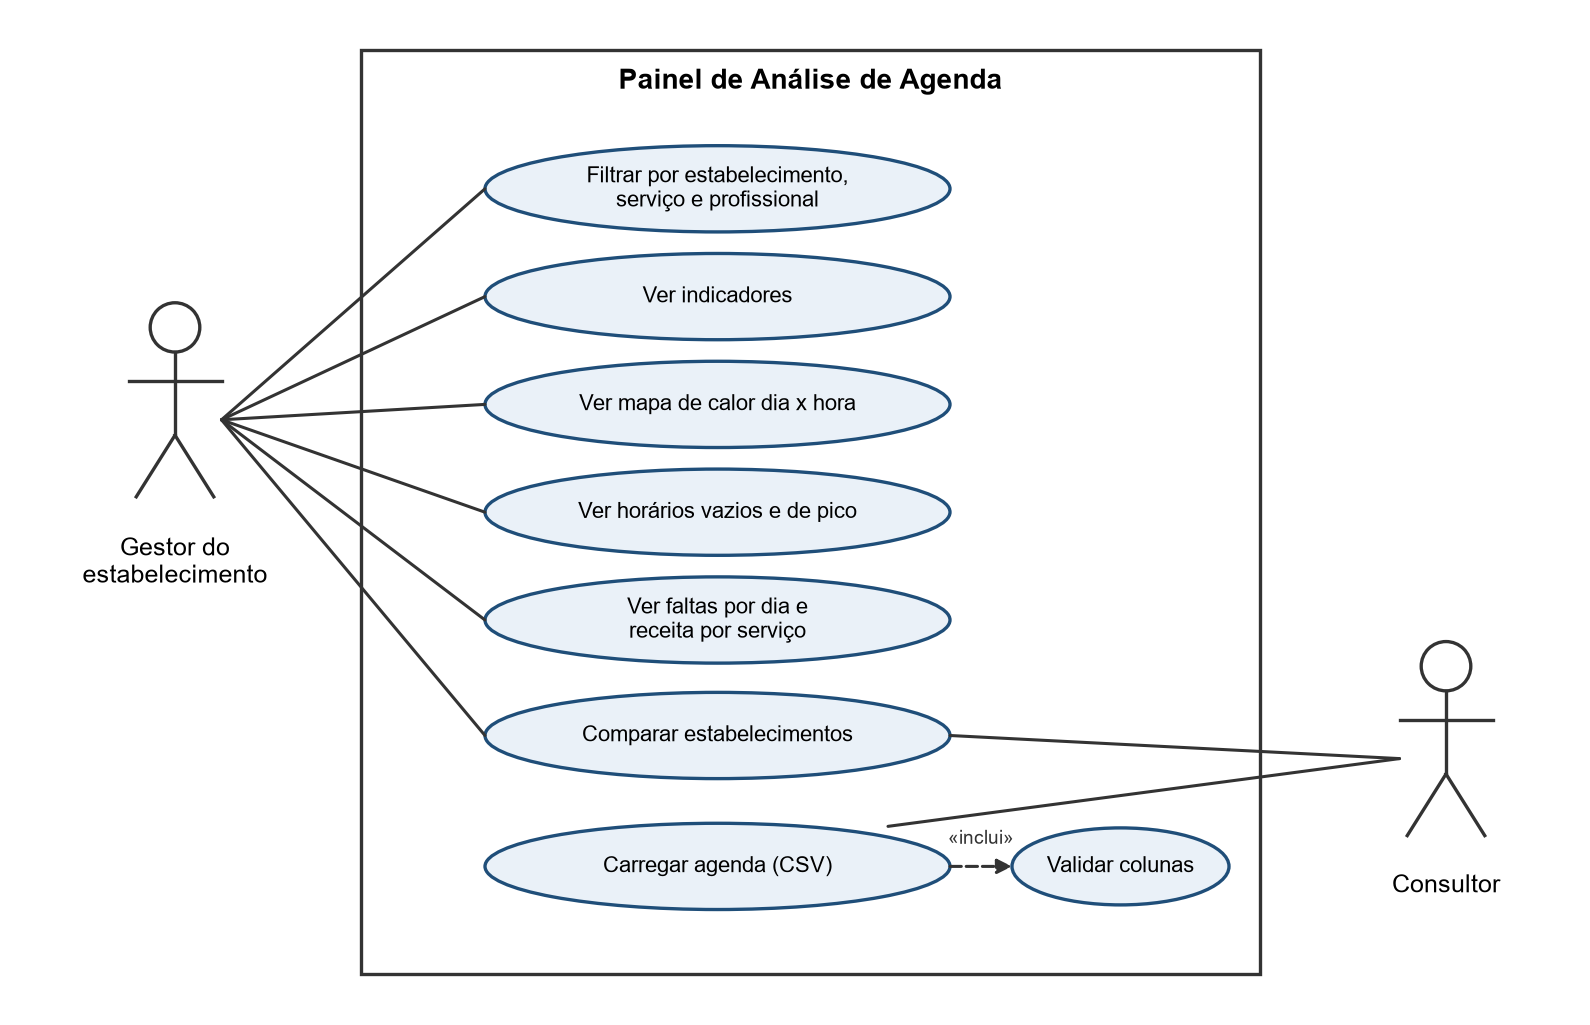 Painel de Análise de Agenda
Filtrar por estabelecimento,
serviço e profissional
Ver indicadores
Ver mapa de calor dia x hora
Ver horários vazios e de pico
Gestor do
estabelecimento
Ver faltas por dia e
receita por serviço
Comparar estabelecimentos
«inclui»
Carregar agenda (CSV)
Validar colunas
Consultor